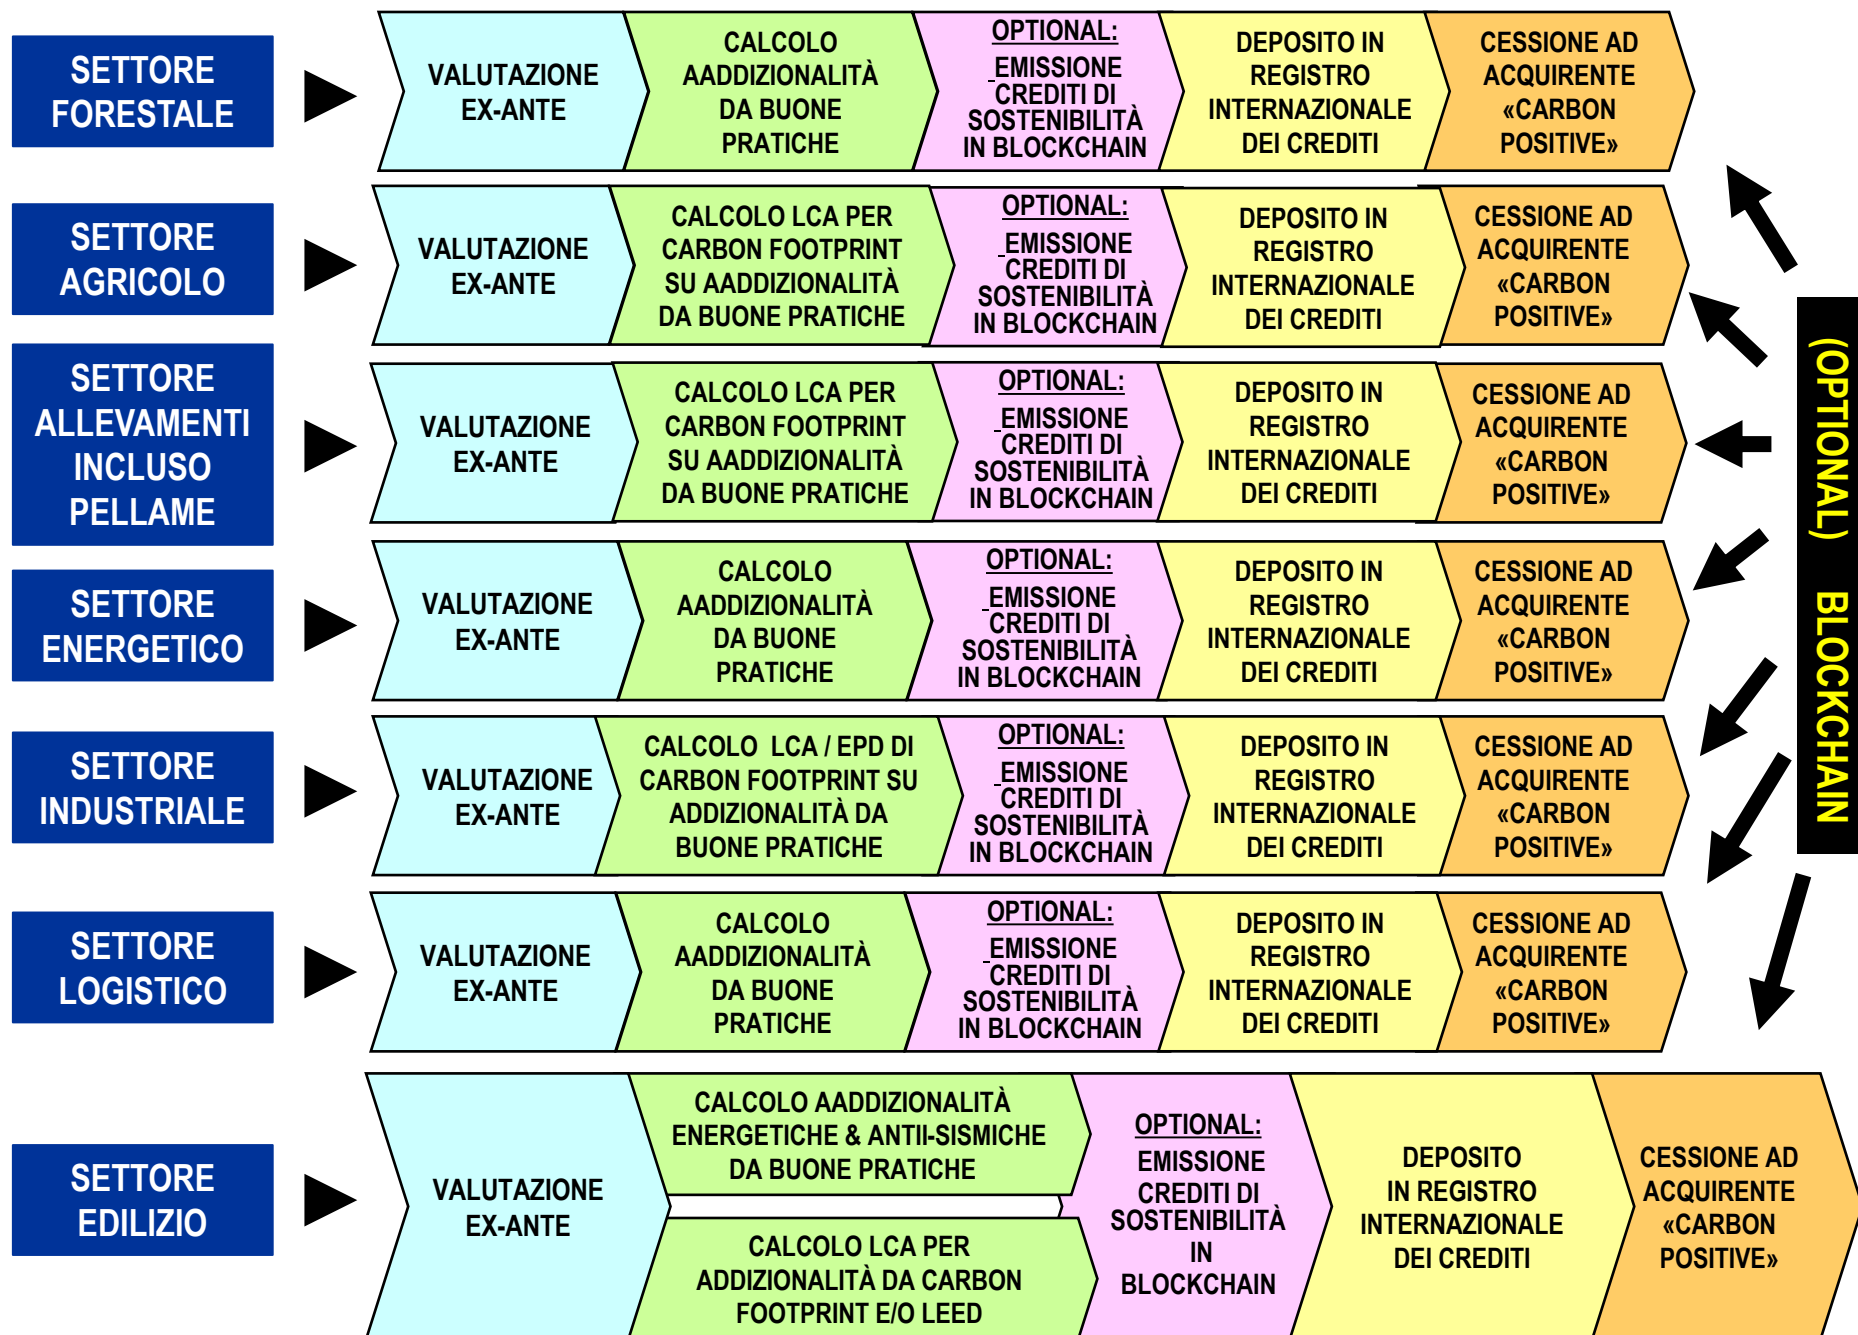 SETTORE
FORESTALE
VALUTAZIONE
EX-ANTE
CALCOLO
AADDIZIONALITÀ
DA BUONE
PRATICHE
OPTIONAL:
EMISSIONE
CREDITI DI
SOSTENIBILITÀ
IN BLOCKCHAIN
DEPOSITO IN
REGISTRO
INTERNAZIONALE
DEI CREDITI
CESSIONE AD
ACQUIRENTE
«CARBON
POSITIVE»
SETTORE
AGRICOLO
VALUTAZIONE
EX-ANTE
CALCOLO LCA PER
CARBON FOOTPRINT
SU AADDIZIONALITÀ
DA BUONE PRATICHE
OPTIONAL:
EMISSIONE
CREDITI DI
SOSTENIBILITÀ
IN BLOCKCHAIN
DEPOSITO IN
REGISTRO
INTERNAZIONALE
DEI CREDITI
CESSIONE AD
ACQUIRENTE
«CARBON
POSITIVE»
SETTORE
ALLEVAMENTI
INCLUSO
PELLAME
VALUTAZIONE
EX-ANTE
CALCOLO LCA PER
CARBON FOOTPRINT
SU AADDIZIONALITÀ
DA BUONE PRATICHE
OPTIONAL:
EMISSIONE
CREDITI DI
SOSTENIBILITÀ
IN BLOCKCHAIN
DEPOSITO IN
REGISTRO
INTERNAZIONALE
DEI CREDITI
CESSIONE AD
ACQUIRENTE
«CARBON
POSITIVE»
SETTORE
ENERGETICO
VALUTAZIONE
EX-ANTE
CALCOLO
AADDIZIONALITÀ
DA BUONE
PRATICHE
OPTIONAL:
EMISSIONE
CREDITI DI
SOSTENIBILITÀ
IN BLOCKCHAIN
DEPOSITO IN
REGISTRO
INTERNAZIONALE
DEI CREDITI
CESSIONE AD
ACQUIRENTE
«CARBON
POSITIVE»
SETTORE
INDUSTRIALE
VALUTAZIONE
EX-ANTE
CALCOLO LCA / EPD DI
CARBON FOOTPRINT SU
ADDIZIONALITÀ DA
BUONE PRATICHE
OPTIONAL:
EMISSIONE
CREDITI DI
SOSTENIBILITÀ
IN BLOCKCHAIN
DEPOSITO IN
REGISTRO
INTERNAZIONALE
DEI CREDITI
CESSIONE AD
ACQUIRENTE
«CARBON
POSITIVE»
SETTORE
LOGISTICO
VALUTAZIONE
EX-ANTE
CALCOLO
AADDIZIONALITÀ
DA BUONE
PRATICHE
OPTIONAL:
EMISSIONE
CREDITI DI
SOSTENIBILITÀ
IN BLOCKCHAIN
DEPOSITO IN
REGISTRO
INTERNAZIONALE
DEI CREDITI
CESSIONE AD
ACQUIRENTE
«CARBON
POSITIVE»
SETTORE
EDILIZIO
VALUTAZIONE
EX-ANTE
CALCOLO AADDIZIONALITÀ
ENERGETICHE & ANTII-SISMICHE
DA BUONE PRATICHE
CALCOLO LCA PER
ADDIZIONALITÀ DA CARBON
FOOTPRINT E/O LEED
OPTIONAL:
EMISSIONE
CREDITI DI
SOSTENIBILITÀ
IN
BLOCKCHAIN
DEPOSITO
IN REGISTRO
INTERNAZIONALE
DEI CREDITI
CESSIONE AD
ACQUIRENTE
«CARBON
POSITIVE»
(OPTIONAL) BLOCKCHAIN